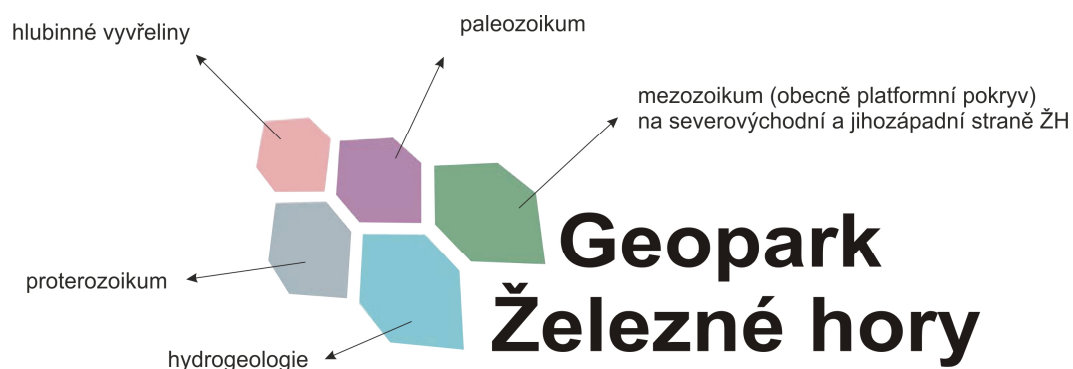 hlubinné vyvřeliny
paleozoikum
mezozoikum (obecně platformní pokryv)
na severovýchodní a jihozápadní straně ŽH
proterozoikum
hydrogeologie
Geopark
Železné hory